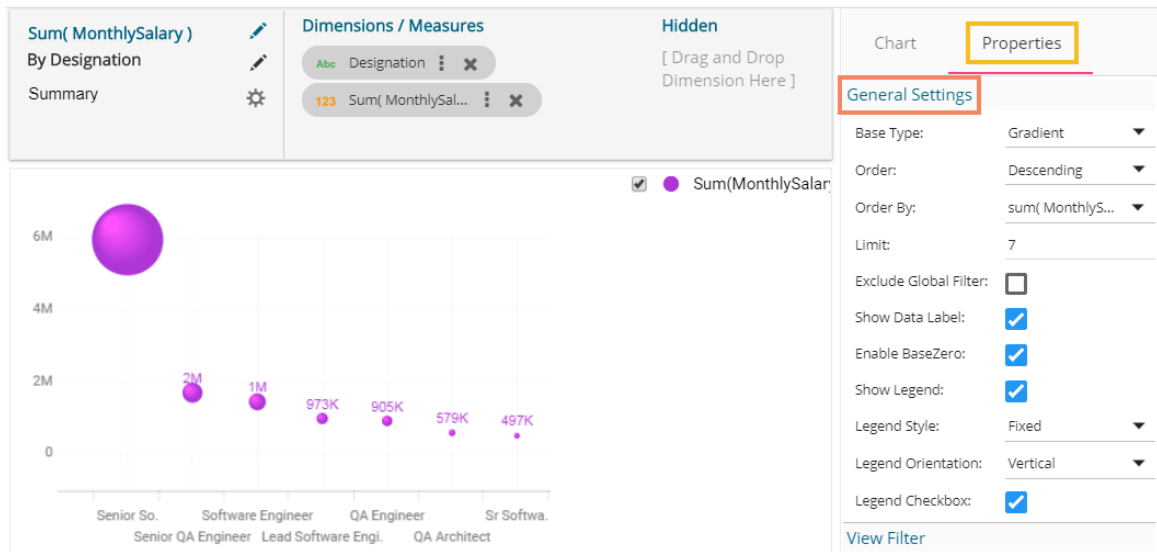 Sum( MonthlySalary )
By Designation
Summary
Dimensions / Measures
Abc Designation
123 Sum( MonthlySal...
Hidden
[ Drag and Drop
Dimension Here ]
Chart Properties
General Settings
Base Type: Gradient
Order: Descending
Order By: sum( MonthlyS...
Limit: 7
Exclude Global Filter:
Show Data Label:
Enable BaseZero:
Show Legend:
Legend Style: Fixed
Legend Orientation: Vertical
Legend Checkbox:
View Filter
Sum(MonthlySalar
6M
4M
2M
0
2M
1M
973K
905K
579K
497K
Senior So. Software Engineer QA Engineer Sr Softwa.
Senior QA Engineer Lead Software Engi. QA Architect